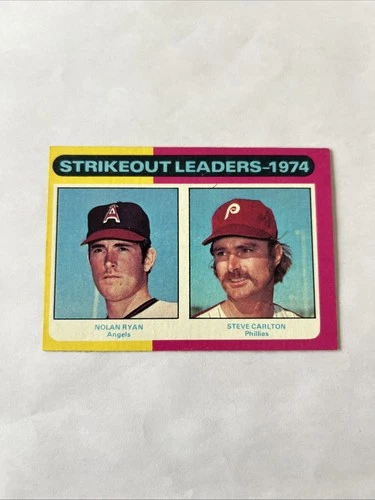 STRIKEOUT LEADERS-1974
A
P
NOLAN RYAN
Angels
STEVE CARLTON
Phillies